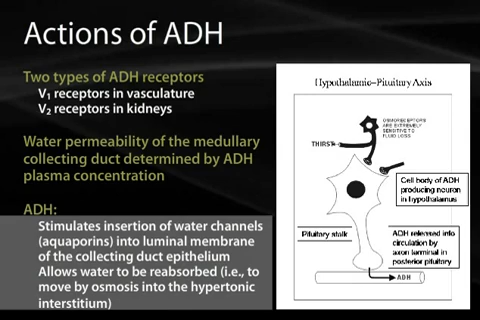 Actions of ADH
Two types of ADH receptors
V₁ receptors in vasculature
V₂ receptors in kidneys
Water permeability of the medullary
collecting duct determined by ADH
plasma concentration
ADH:
Stimulates insertion of water channels
(aquaporins) into luminal membrane
of the collecting duct epithelium
Allows water to be reabsorbed (i.e., to
move by osmosis into the hypertonic
interstitium)
Hypothalamic–Pituitary Axis
OSMORECEPTORS
ARE EXTREMELY
SENSITIVE TO
FLUID LOSS
THIRST
Cell body of ADH
producing neuron
in hypothalamus
Pituitary stalk
ADH released into
circulation by
axon terminal in
posterior pituitary
ADH